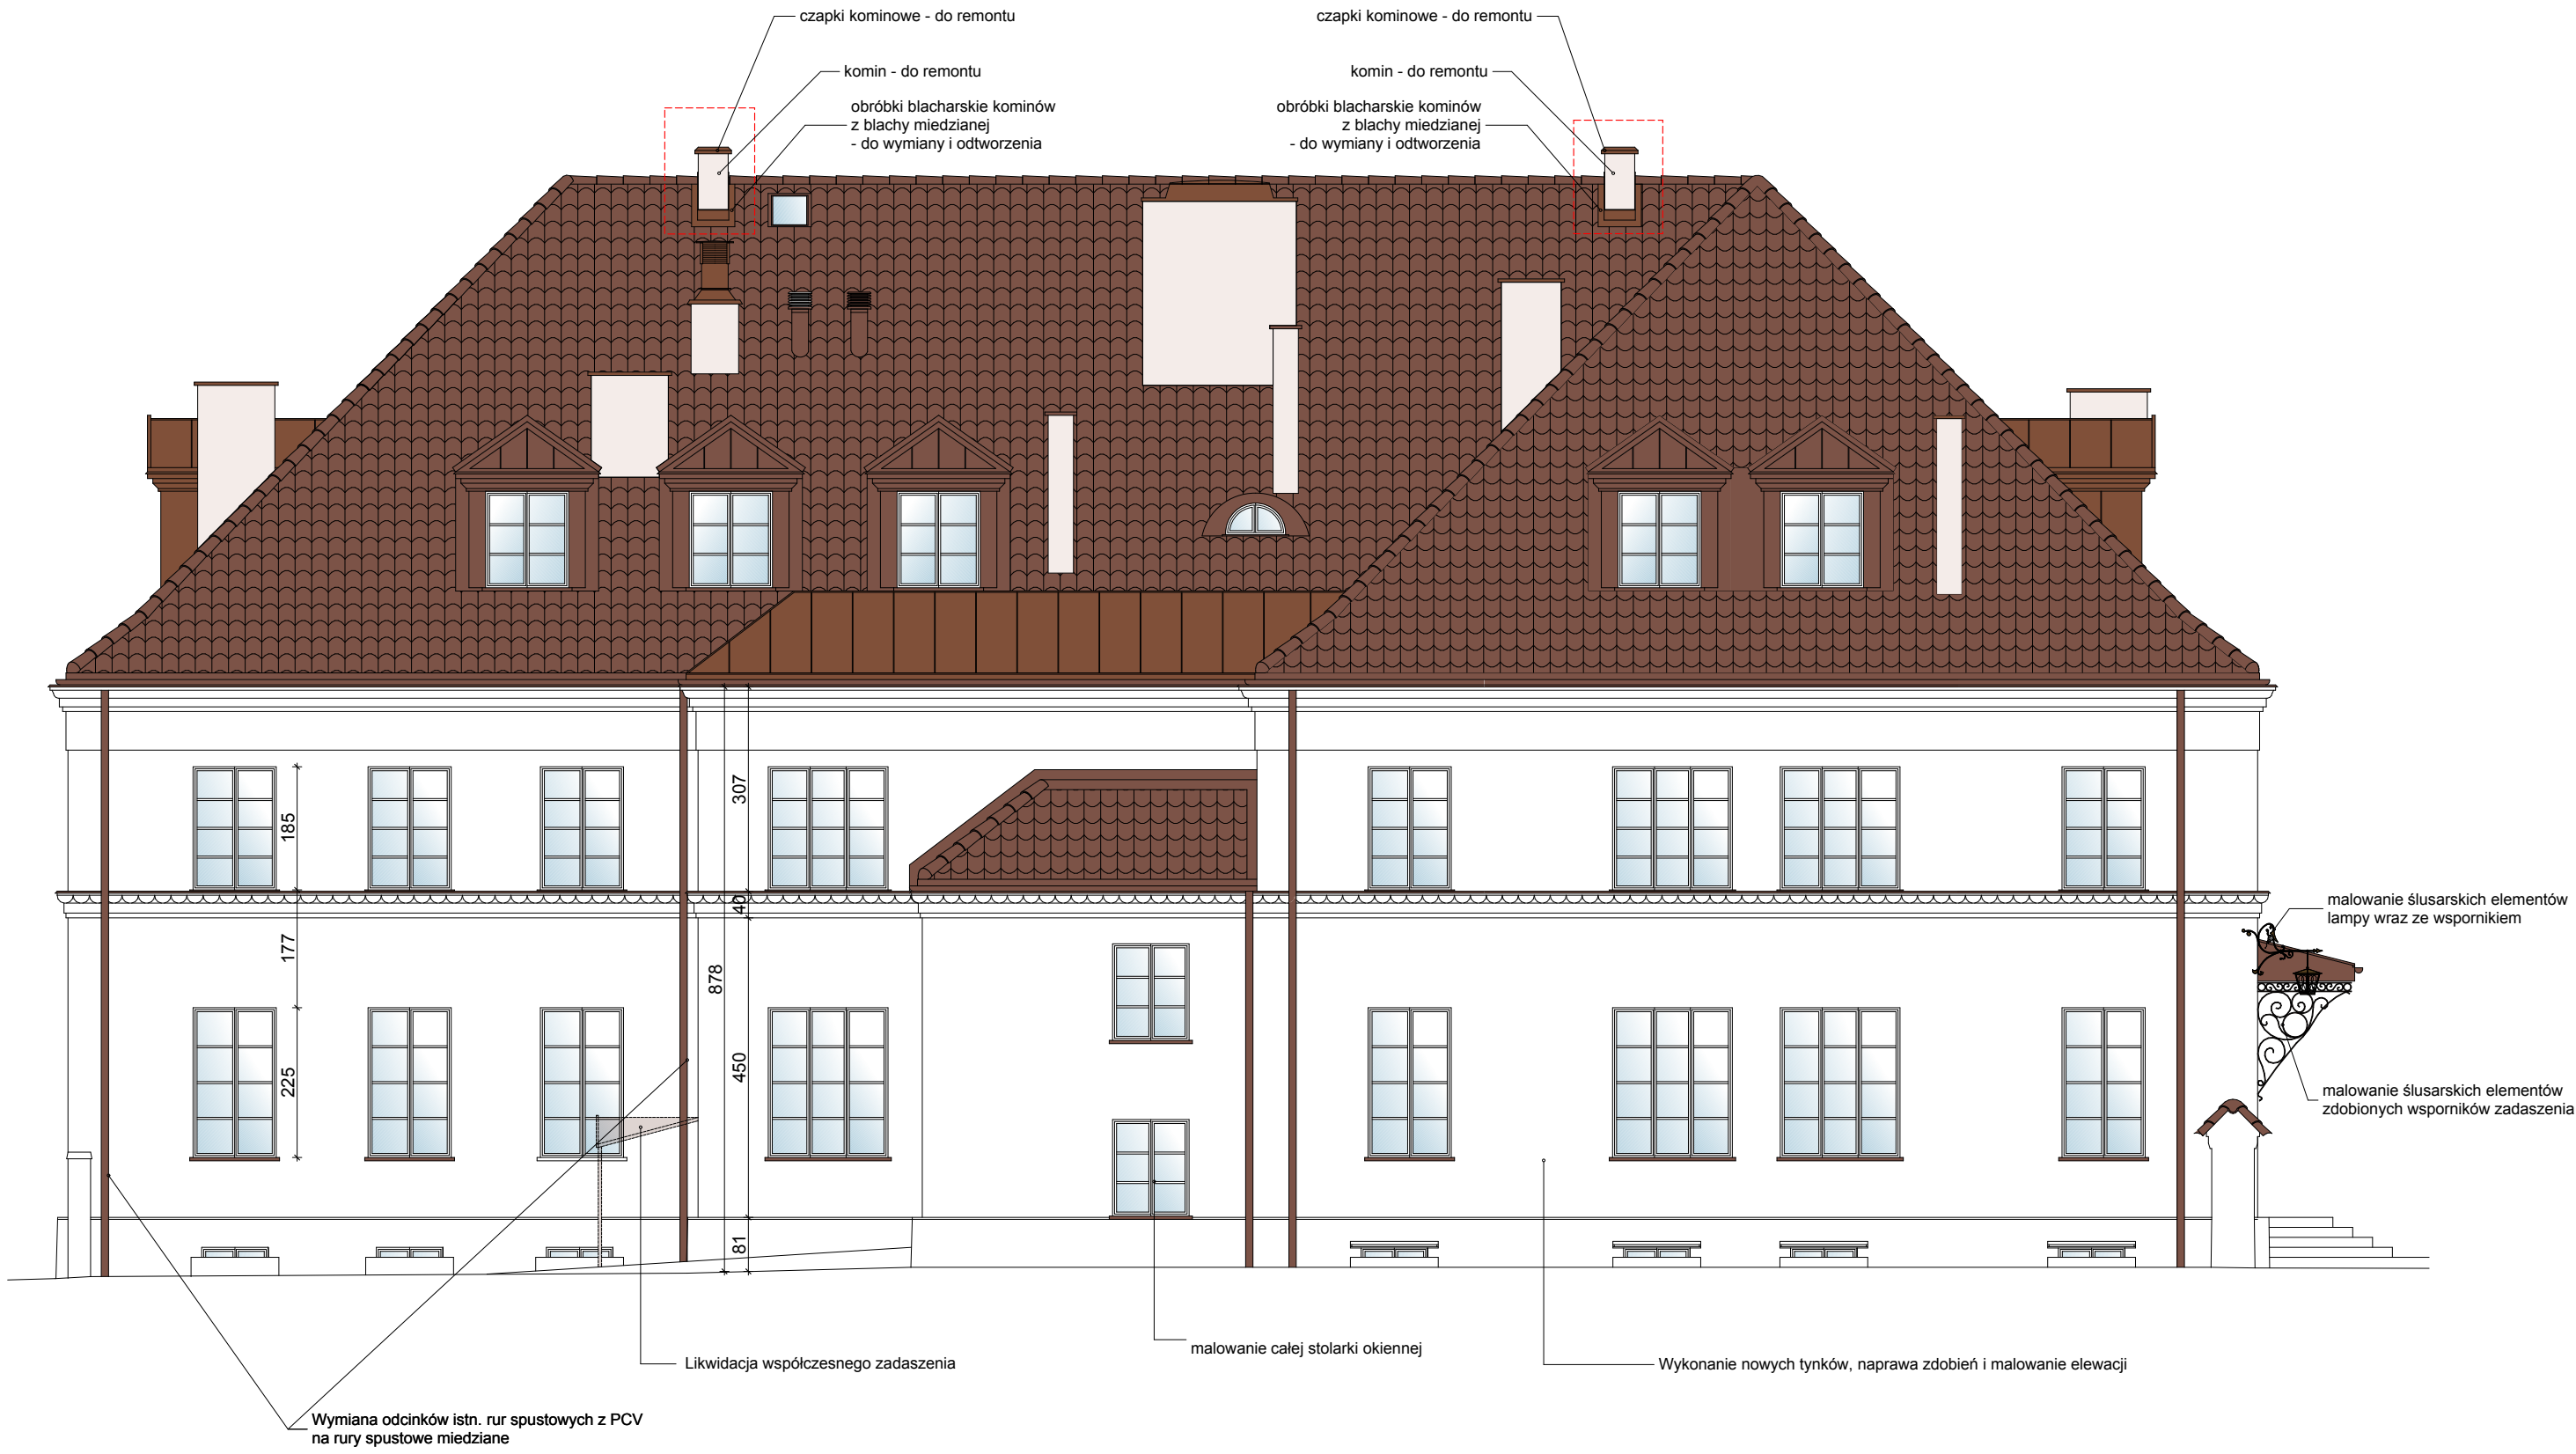 czapki kominowe - do remontu
komin - do remontu
obróbki blacharskie kominów
z blachy miedzianej
- do wymiany i odtworzenia
czapki kominowe - do remontu
komin - do remontu
obróbki blacharskie kominów
z blachy miedzianej
- do wymiany i odtworzenia
185
177
225
878
307
40
450
81
malowanie ślusarskich elementów
lampy wraz ze wspornikiem
malowanie ślusarskich elementów
zdobionych wsporników zadaszenia
malowanie całej stolarki okiennej
Likwidacja współczesnego zadaszenia
Wykonanie nowych tynków, naprawa zdobień i malowanie elewacji
Wymiana odcinków istn. rur spustowych z PCV
na rury spustowe miedziane